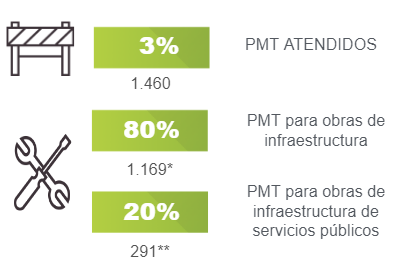 3%
PMT ATENDIDOS
1.460
80%
PMT para obras de
infraestructura
1.169*
20%
PMT para obras de
infraestructura de
servicios públicos
291**